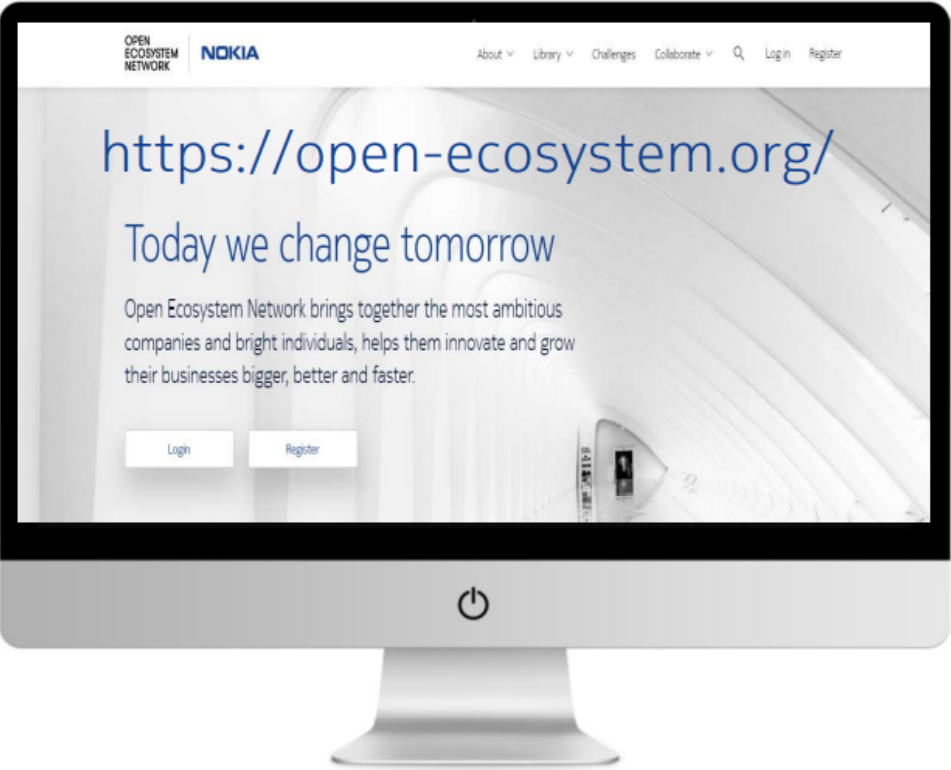 OPEN
ECOSYSTEM
NETWORK
NOKIA
About
Library
Challenges
Collaborate
Log in
Register
https://open-ecosystem.org/
Today we change tomorrow
Open Ecosystem Network brings together the most ambitious
companies and bright individuals, helps them innovate and grow
their businesses bigger, better and faster.
Login
Register